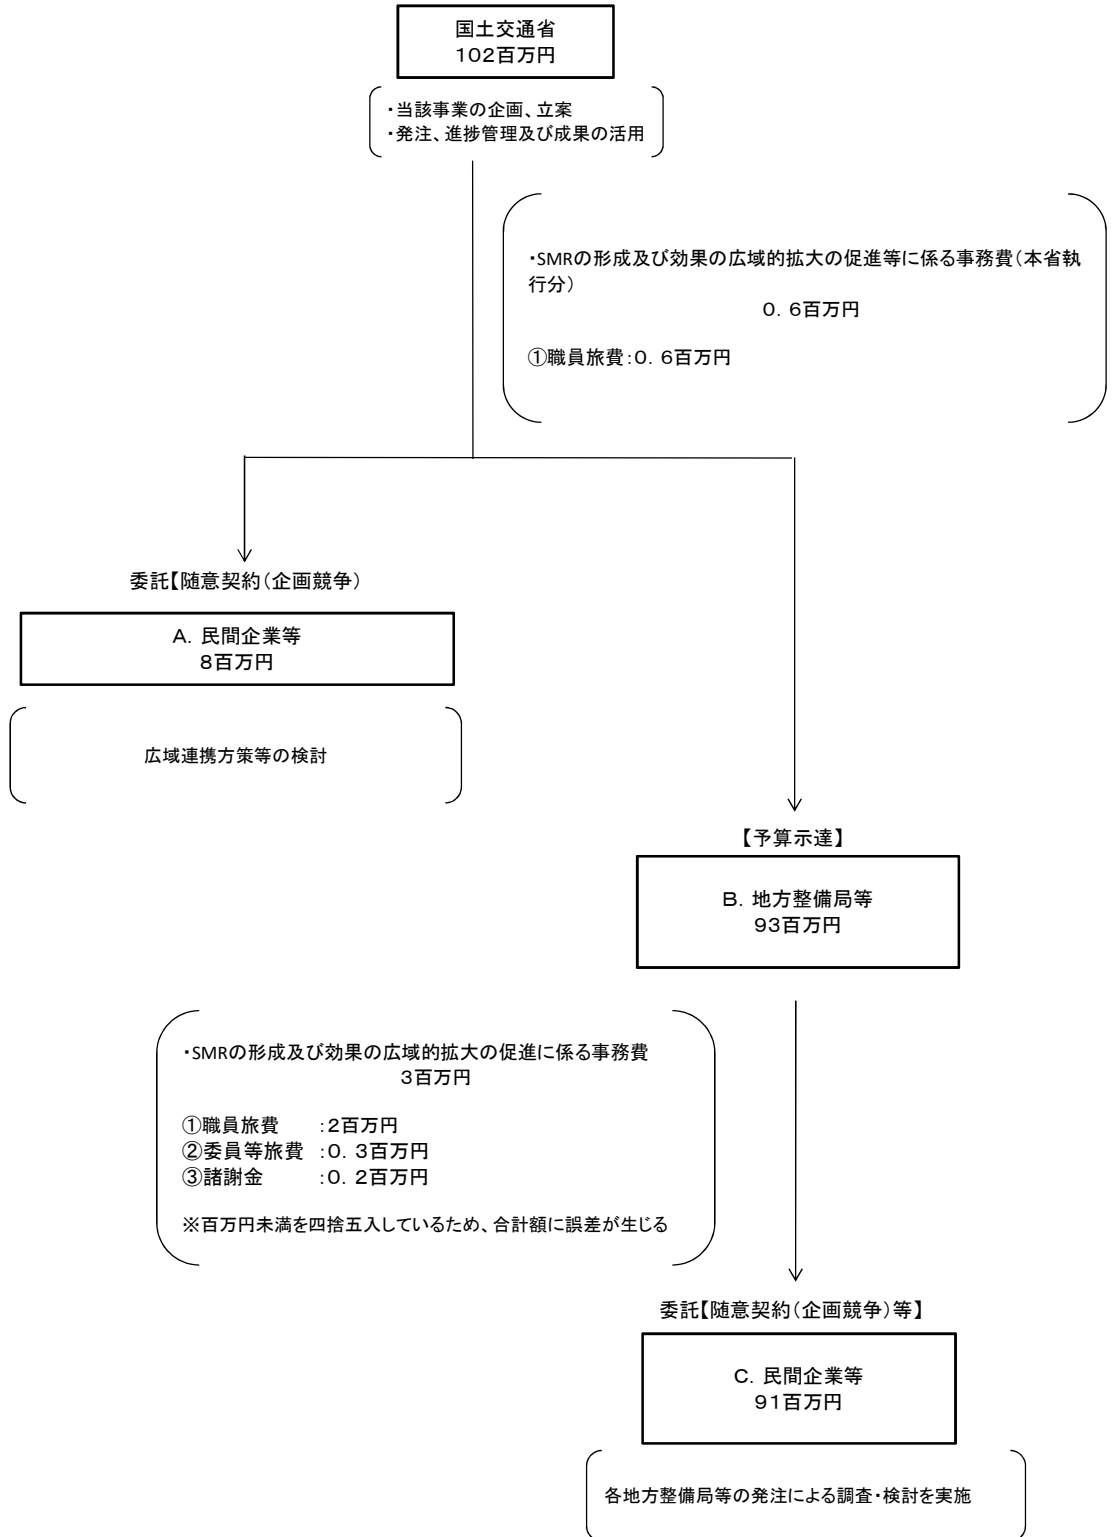 国土交通省
102百万円
・当該事業の企画、立案
・発注、進捗管理及び成果の活用
・SMRの形成及び効果の広域的拡大の促進等に係る事務費（本省執
行分）
0．6百万円
①職員旅費：0．6百万円
委託【随意契約（企画競争）
A．民間企業等
8百万円
広域連携方策等の検討
【予算示達】
B．地方整備局等
93百万円
・SMRの形成及び効果の広域的拡大の促進に係る事務費
3百万円
①職員旅費　　：2百万円
②委員等旅費　：0．3百万円
③諸謝金　　　：0．2百万円
※百万円未満を四捨五入しているため、合計額に誤差が生じる
委託【随意契約（企画競争）等】
C．民間企業等
91百万円
各地方整備局等の発注による調査・検討を実施